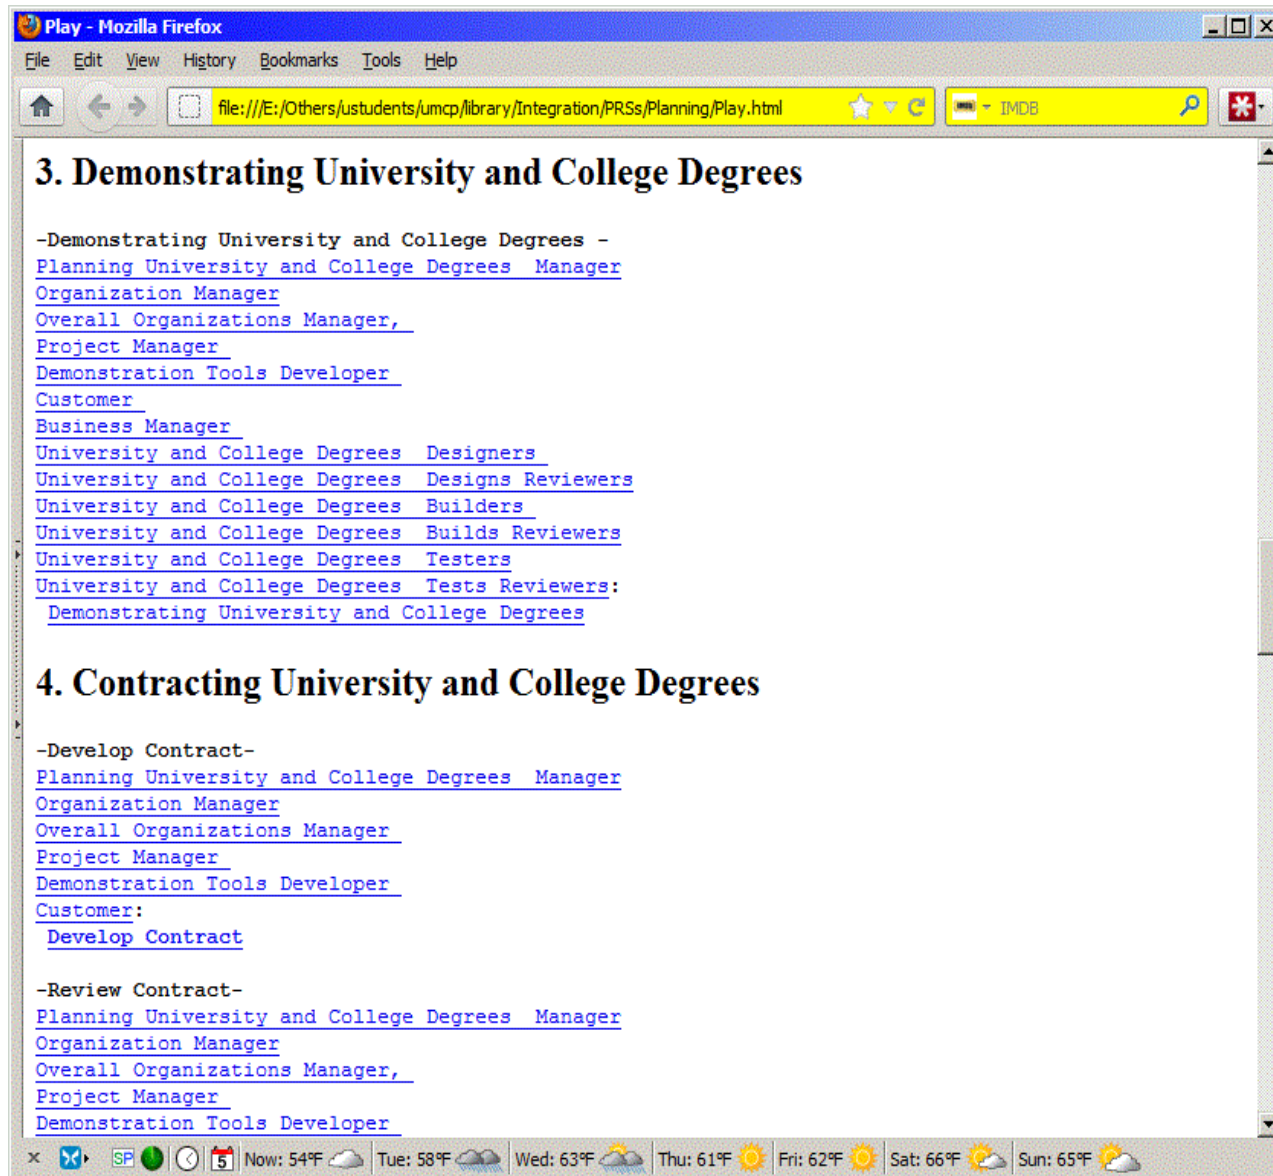 Play - Mozilla Firefox
File Edit View History Bookmarks Tools Help
file:///E:/Others/ustudents/umcp/library/Integration/PRSs/Planning/Play.html IMDB
3. Demonstrating University and College Degrees
-Demonstrating University and College Degrees -
Planning University and College Degrees  Manager
Organization Manager
Overall Organizations Manager,
Project Manager
Demonstration Tools Developer
Customer
Business Manager
University and College Degrees  Designers
University and College Degrees  Designs Reviewers
University and College Degrees  Builders
University and College Degrees  Builds Reviewers
University and College Degrees  Testers
University and College Degrees  Tests Reviewers:
Demonstrating University and College Degrees
4. Contracting University and College Degrees
-Develop Contract-
Planning University and College Degrees  Manager
Organization Manager
Overall Organizations Manager
Project Manager
Demonstration Tools Developer
Customer:
Develop Contract
-Review Contract-
Planning University and College Degrees  Manager
Organization Manager
Overall Organizations Manager,
Project Manager
Demonstration Tools Developer
SP 5 Now: 54°F Tue: 58°F Wed: 63°F Thu: 61°F Fri: 62°F Sat: 66°F Sun: 65°F